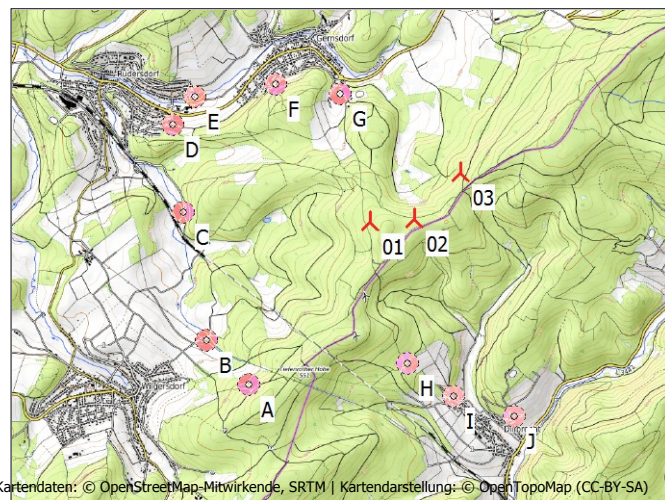 Gernsdorf
Rudersdorf
F
E
G
D
03
C
01
02
B
H
A
I
J
Kartendaten: © OpenStreetMap-Mitwirkende, SRTM | Kartendarstellung: © OpenTopoMap (CC-BY-SA)